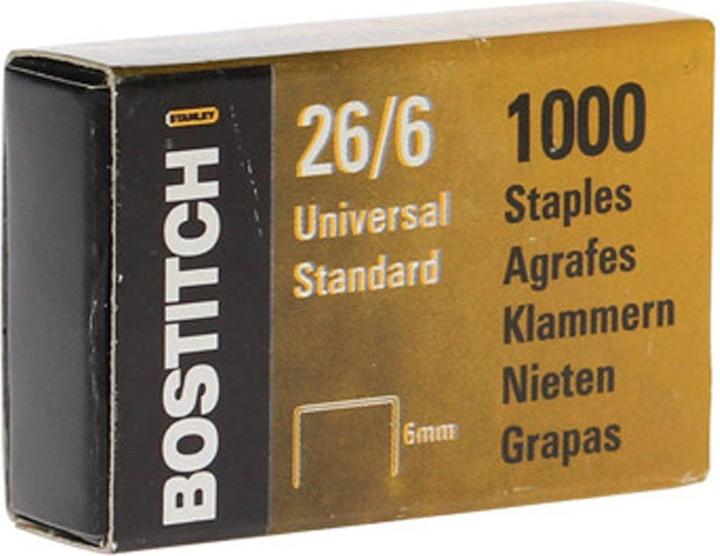 STANLEY
BOSTITCH
26/6
Universal
Standard
6mm
1000
Staples
Agrafes
Klammern
Nieten
Grapas